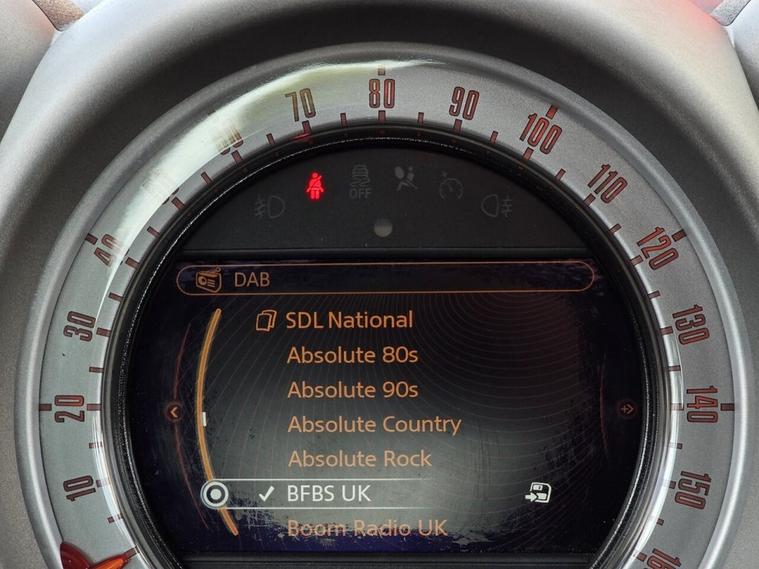 70
80
90
100
110
120
130
140
150
40
30
20
10
OFF
DAB
SDL National
Absolute 80s
Absolute 90s
Absolute Country
Absolute Rock
BFBS UK
Boom Radio UK